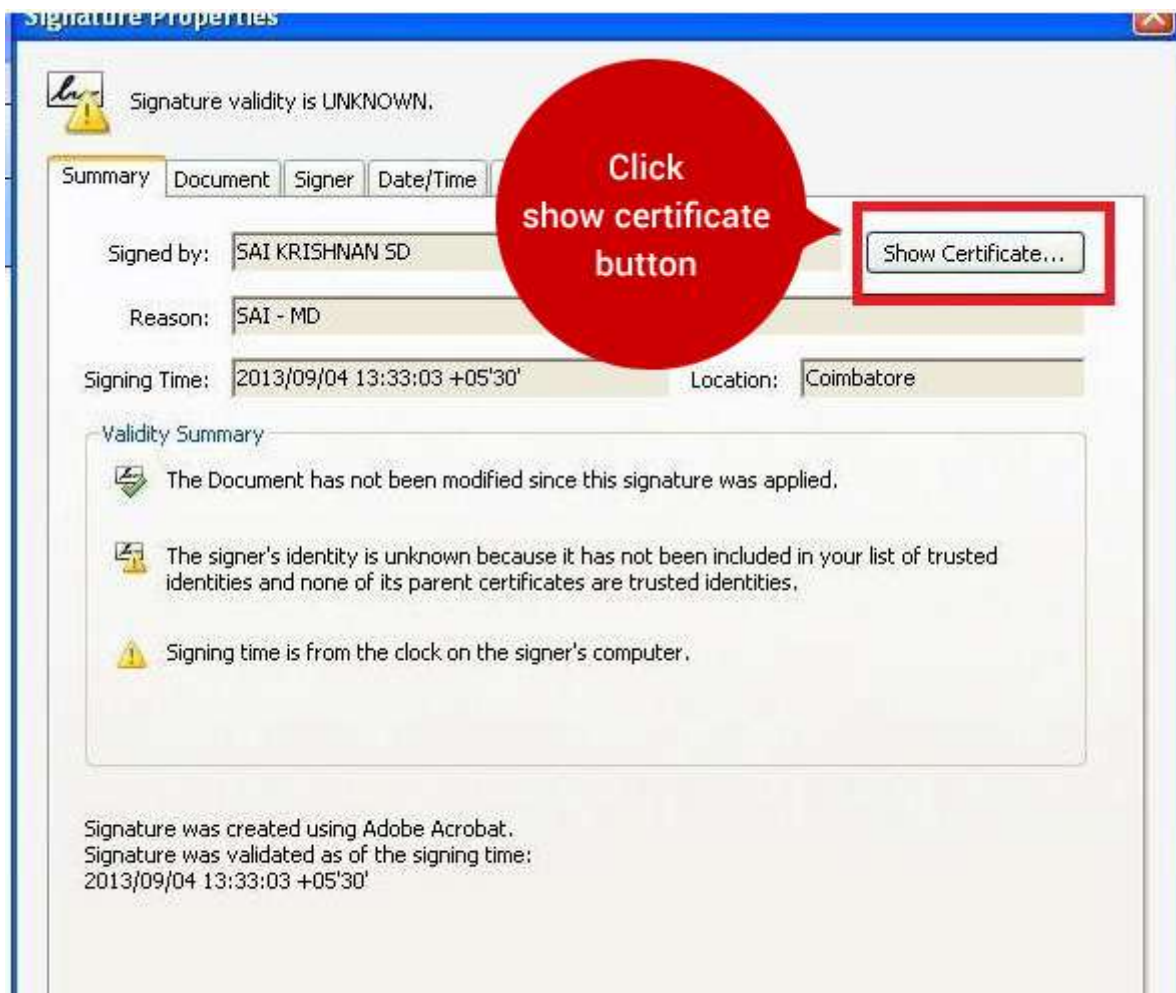 Signature Properties
Signature validity is UNKNOWN.
Summary Document Signer Date/Time
Click
show certificate
button
Signed by: SAI KRISHNAN SD Show Certificate...
Reason: SAI - MD
Signing Time: 2013/09/04 13:33:03 +05'30' Location: Coimbatore
Validity Summary
The Document has not been modified since this signature was applied.
The signer's identity is unknown because it has not been included in your list of trusted
identities and none of its parent certificates are trusted identities.
Signing time is from the clock on the signer's computer.
Signature was created using Adobe Acrobat.
Signature was validated as of the signing time:
2013/09/04 13:33:03 +05'30'